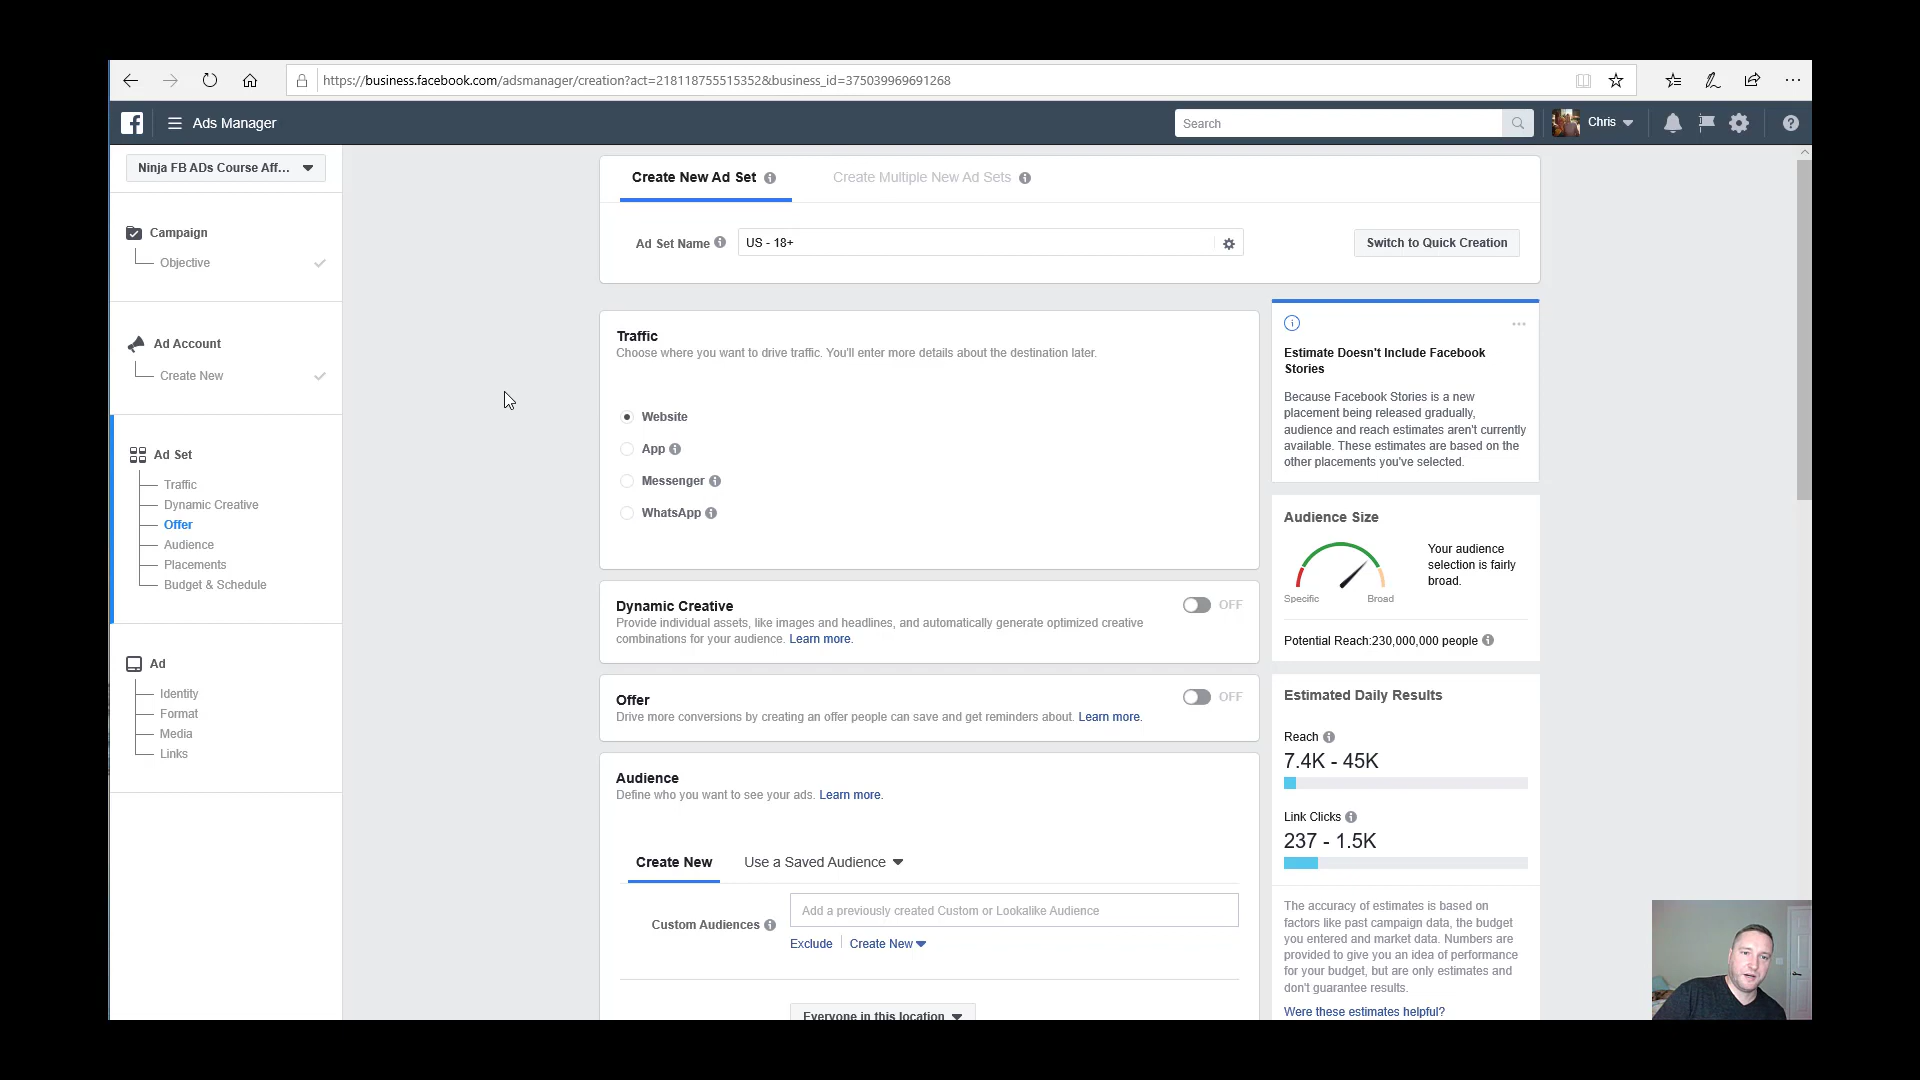 https://business.facebook.com/adsmanager/creation?act=218118755515352&business_id=375039969691268
Ads Manager
Search
Chris
Ninja FB ADs Course Aff...
Campaign
Objective
Ad Account
Create New
Ad Set
Traffic
Dynamic Creative
Offer
Audience
Placements
Budget & Schedule
Ad
Identity
Format
Media
Links
Create New Ad Set
Create Multiple New Ad Sets
Ad Set Name
US - 18+
Switch to Quick Creation
Traffic
Choose where you want to drive traffic. You'll enter more details about the destination later.
Website
App
Messenger
WhatsApp
Dynamic Creative
OFF
Provide individual assets, like images and headlines, and automatically generate optimized creative
combinations for your audience. Learn more.
Offer
OFF
Drive more conversions by creating an offer people can save and get reminders about. Learn more.
Audience
Define who you want to see your ads. Learn more.
Create New
Use a Saved Audience
Custom Audiences
Add a previously created Custom or Lookalike Audience
Exclude
Create New
Everyone in this location
Estimate Doesn't Include Facebook
Stories
Because Facebook Stories is a new
placement being released gradually,
audience and reach estimates aren't currently
available. These estimates are based on the
other placements you've selected.
Audience Size
Your audience
selection is fairly
broad.
Specific
Broad
Potential Reach:230,000,000 people
Estimated Daily Results
Reach
7.4K - 45K
Link Clicks
237 - 1.5K
The accuracy of estimates is based on
factors like past campaign data, the budget
you entered and market data. Numbers are
provided to give you an idea of performance
for your budget, but are only estimates and
don't guarantee results.
Were these estimates helpful?